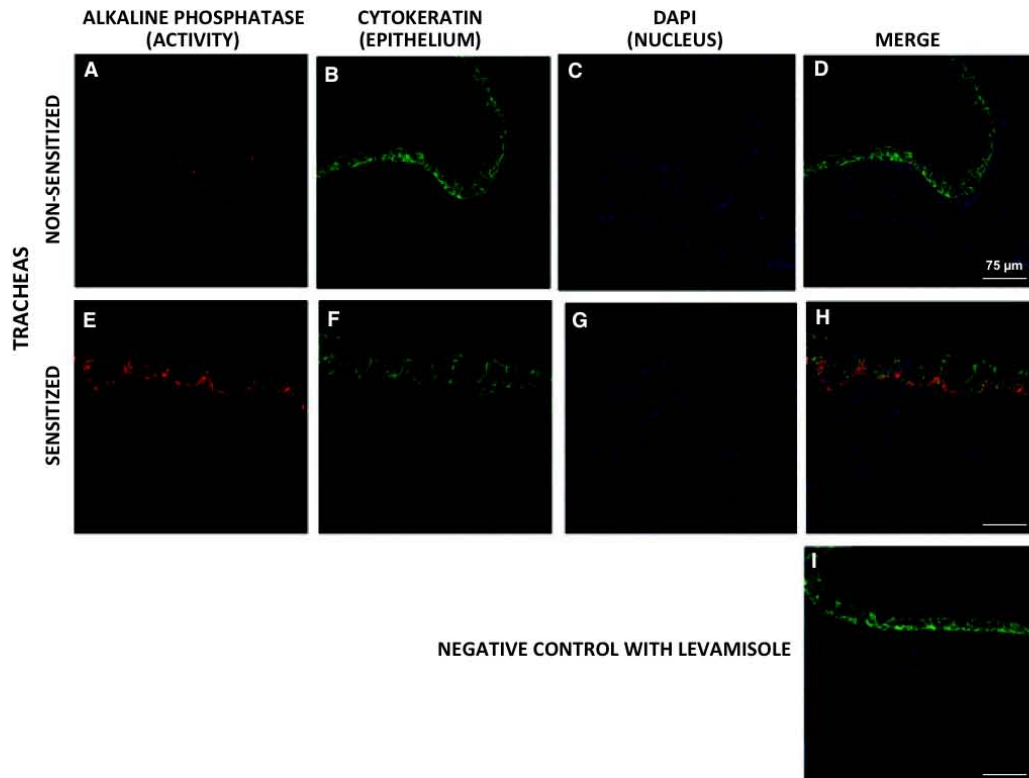 ALKALINE PHOSPHATASE
(ACTIVITY)
CYTOKERATIN
(EPITHELIUM)
DAPI
(NUCLEUS)
MERGE
TRACHEAS
NON-SENSITIZED
A
B
C
D
75 µm
SENSITIZED
E
F
G
H
NEGATIVE CONTROL WITH LEVAMISOLE
I